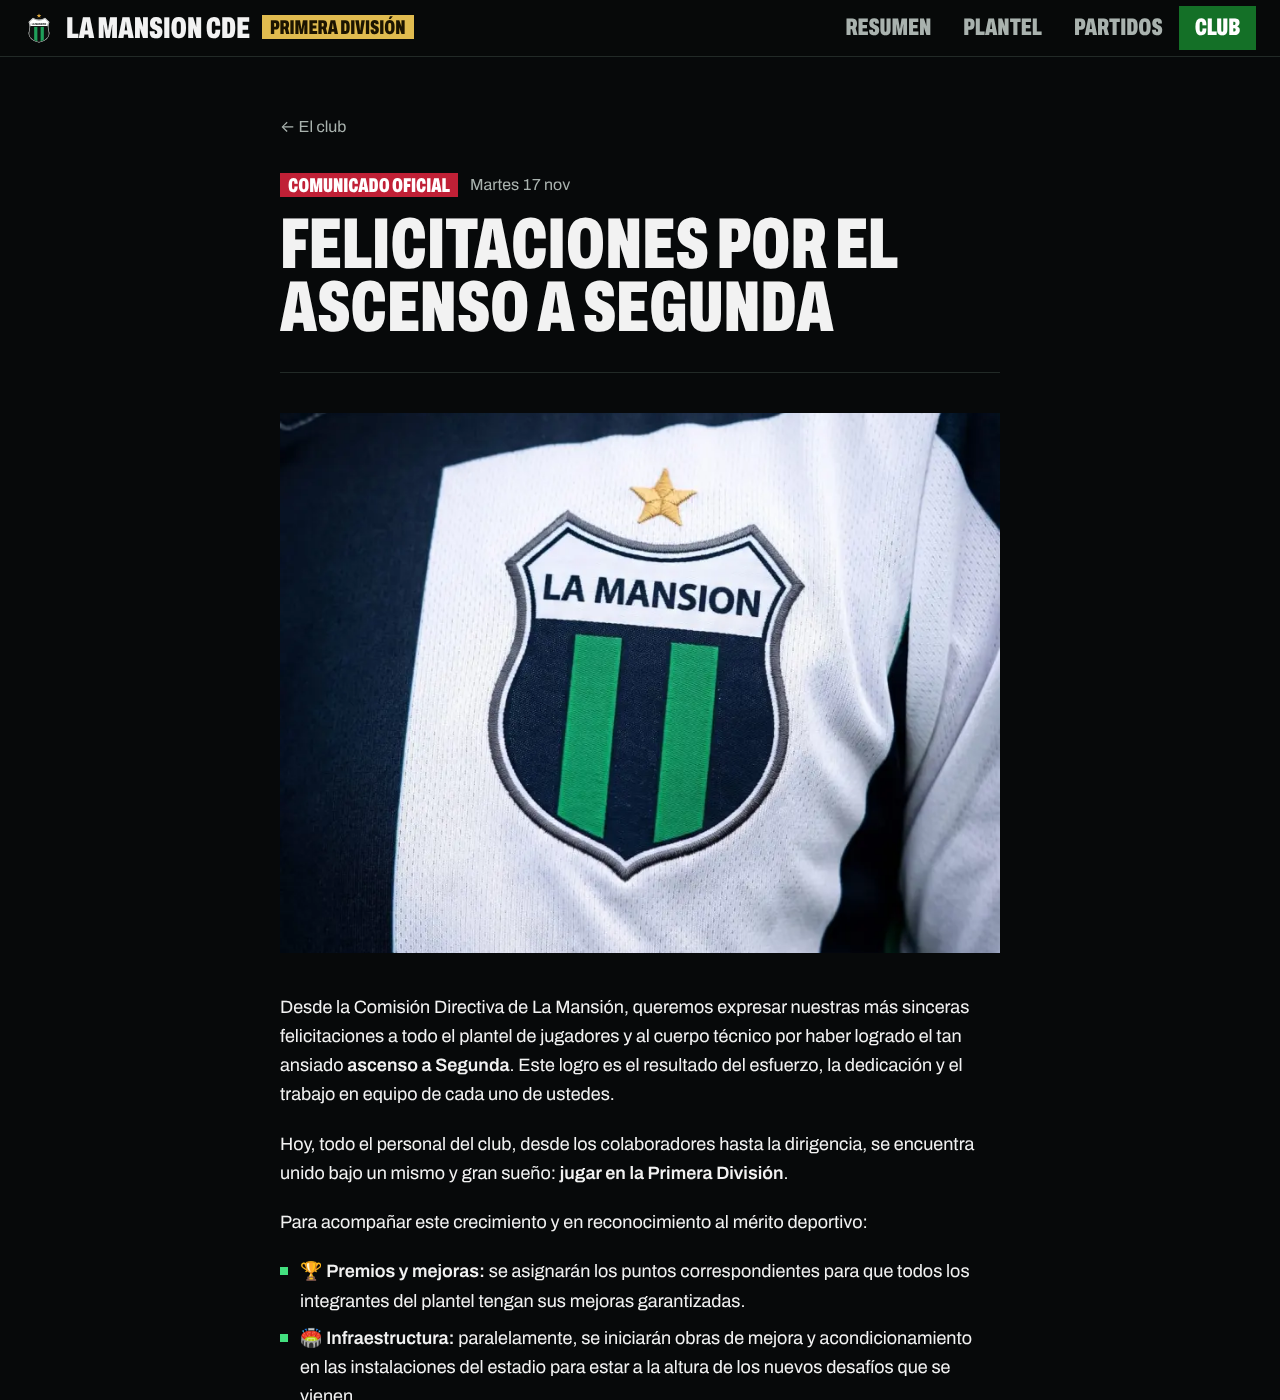 LA MANSION CDE PRIMERA DIVISIÓN RESUMEN PLANTEL PARTIDOS CLUB
← El club
COMUNICADO OFICIAL Martes 17 nov
FELICITACIONES POR EL
ASCENSO A SEGUNDA
LA MANSION
Desde la Comisión Directiva de La Mansión, queremos expresar nuestras más sinceras
felicitaciones a todo el plantel de jugadores y al cuerpo técnico por haber logrado el tan
ansiado ascenso a Segunda. Este logro es el resultado del esfuerzo, la dedicación y el
trabajo en equipo de cada uno de ustedes.
Hoy, todo el personal del club, desde los colaboradores hasta la dirigencia, se encuentra
unido bajo un mismo y gran sueño: jugar en la Primera División.
Para acompañar este crecimiento y en reconocimiento al mérito deportivo:
🏆 Premios y mejoras: se asignarán los puntos correspondientes para que todos los
integrantes del plantel tengan sus mejoras garantizadas.
🏟️ Infraestructura: paralelamente, se iniciarán obras de mejora y acondicionamiento
en las instalaciones del estadio para estar a la altura de los nuevos desafíos que se
vienen.